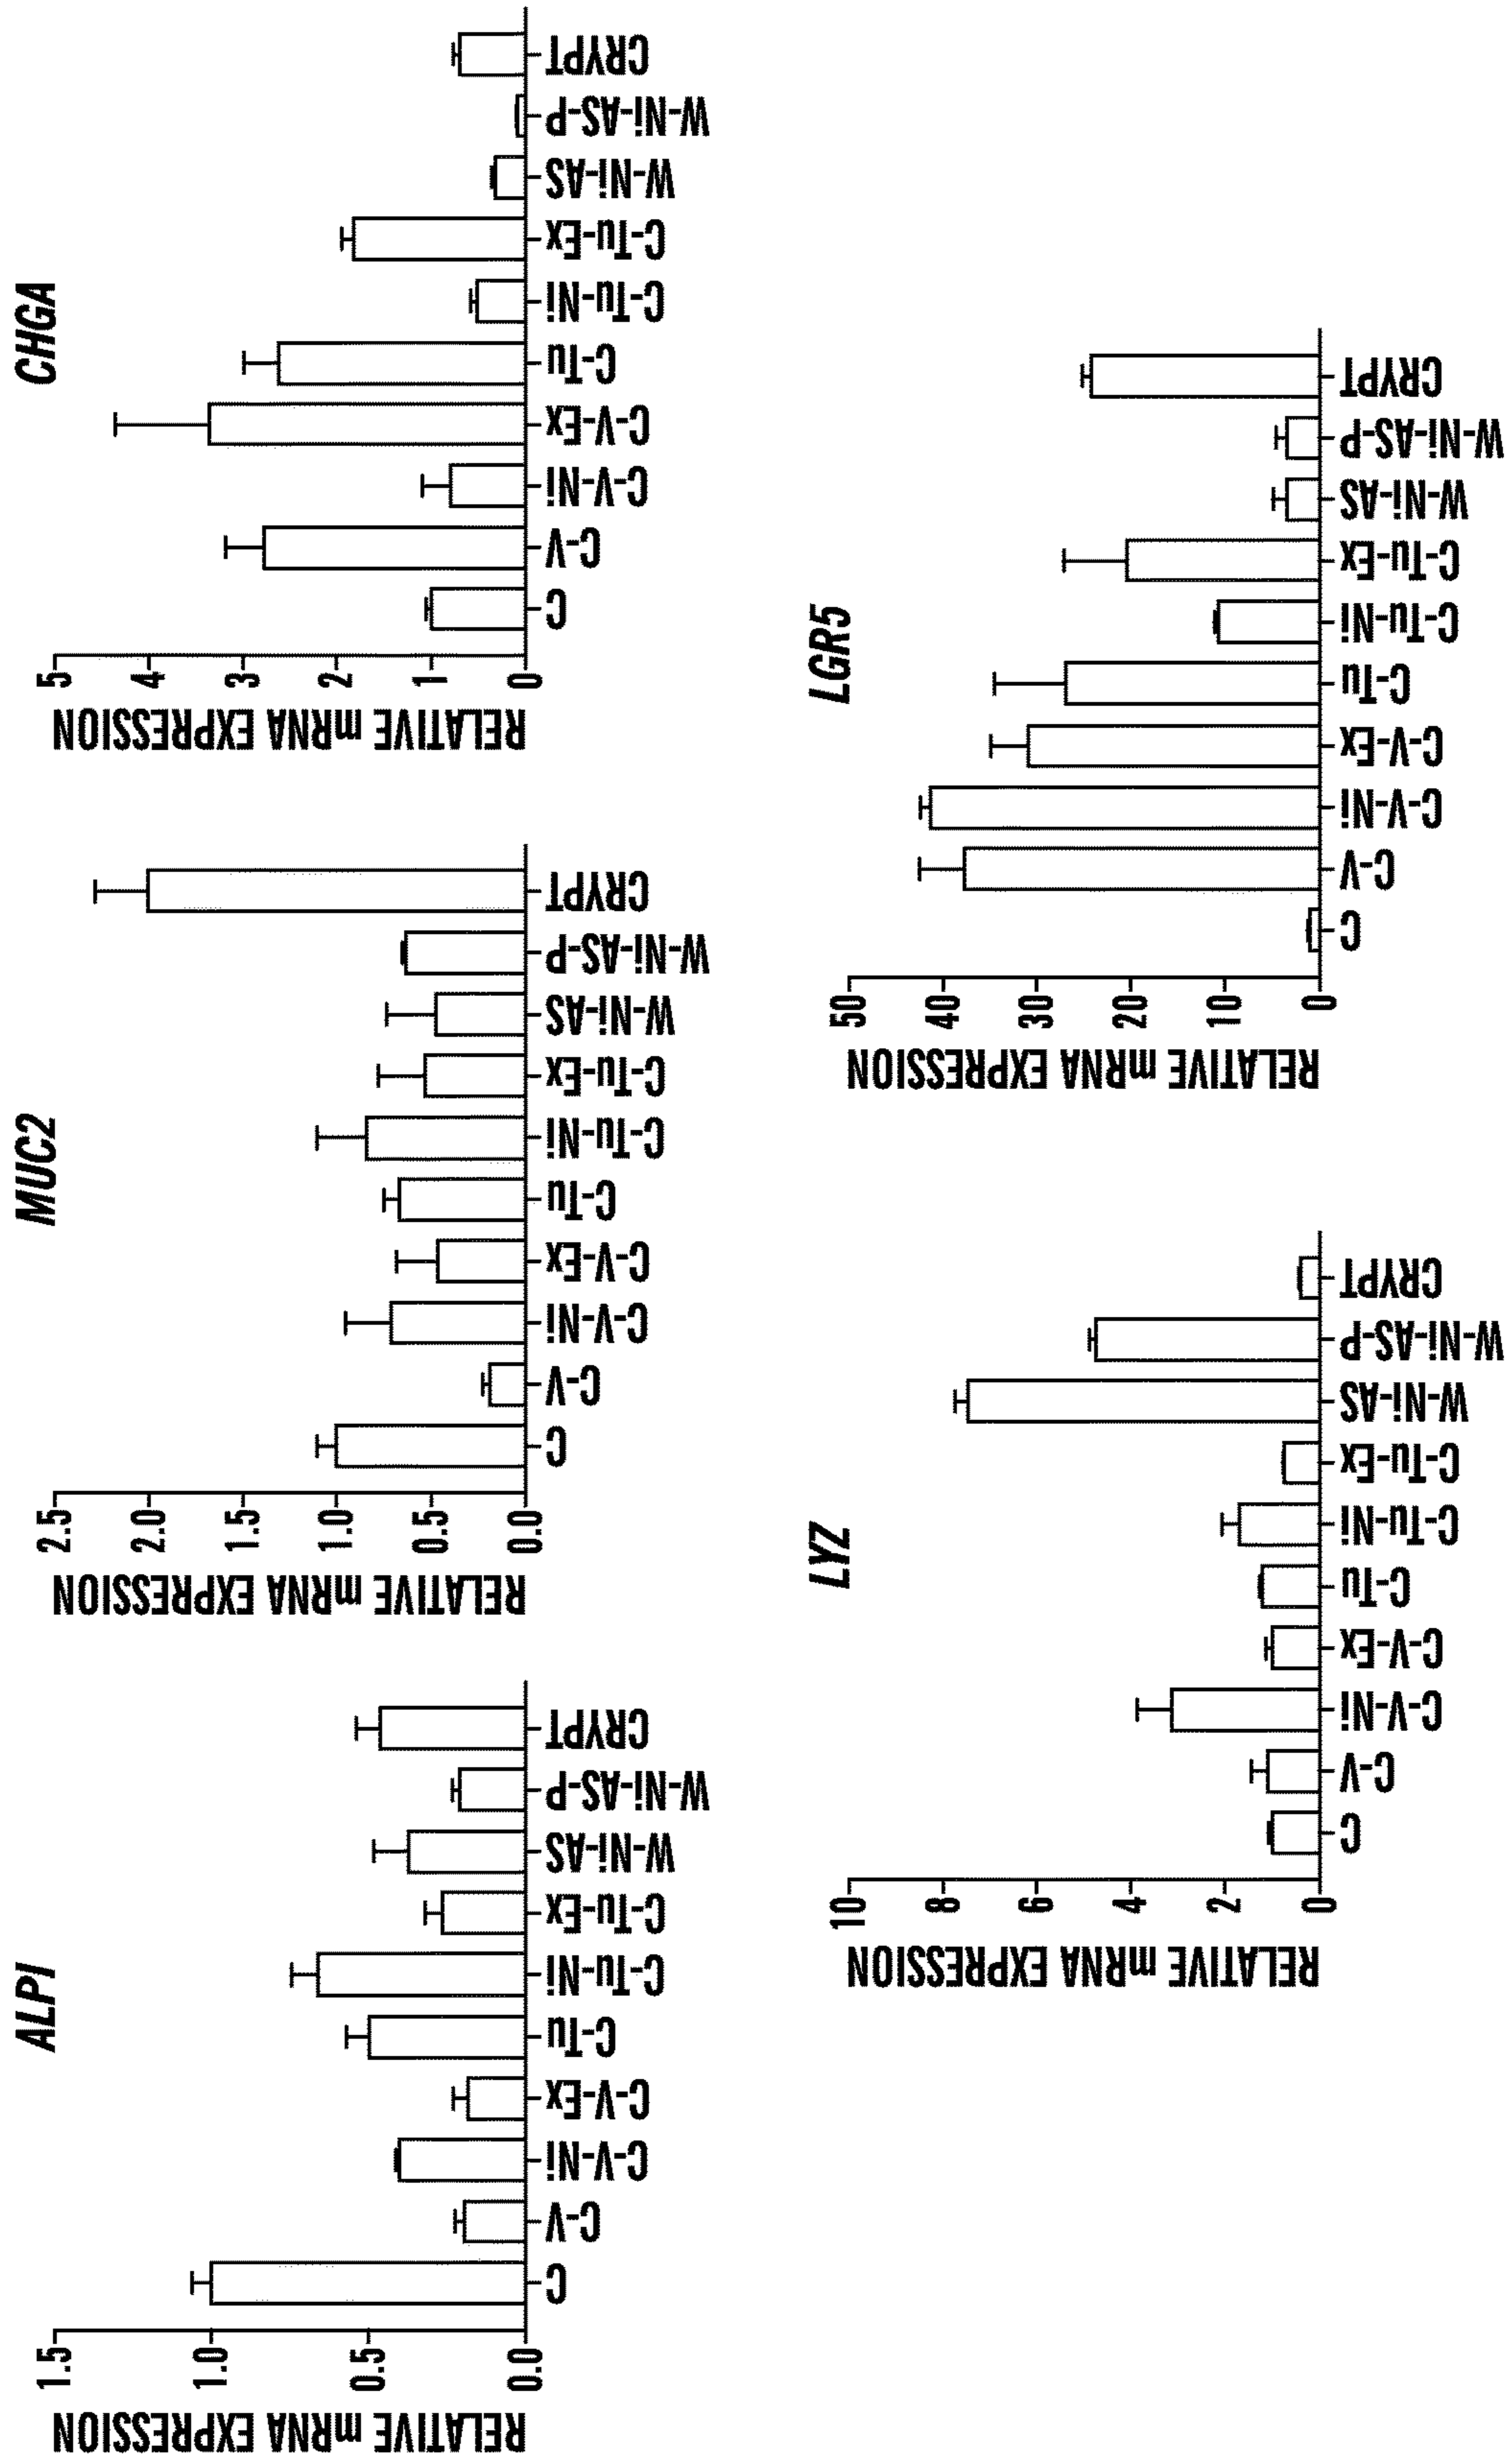 ALPI
RELATIVE mRNA EXPRESSION
1.5
1.0
0.5
0.0
C
C-V
C-V-Ni
C-V-Ex
C-Tu
C-Tu-Ni
C-Tu-Ex
W-Ni-AS
W-Ni-AS-P
CRYPT
MUC2
RELATIVE mRNA EXPRESSION
2.5
2.0
1.5
1.0
0.5
0.0
C
C-V
C-V-Ni
C-V-Ex
C-Tu
C-Tu-Ni
C-Tu-Ex
W-Ni-AS
W-Ni-AS-P
CRYPT
CHGA
RELATIVE mRNA EXPRESSION
5
4
3
2
1
0
C
C-V
C-V-Ni
C-V-Ex
C-Tu
C-Tu-Ni
C-Tu-Ex
W-Ni-AS
W-Ni-AS-P
CRYPT
LYZ
RELATIVE mRNA EXPRESSION
10
8
6
4
2
0
C
C-V
C-V-Ni
C-V-Ex
C-Tu
C-Tu-Ni
C-Tu-Ex
W-Ni-AS
W-Ni-AS-P
CRYPT
LGR5
RELATIVE mRNA EXPRESSION
50
40
30
20
10
0
C
C-V
C-V-Ni
C-V-Ex
C-Tu
C-Tu-Ni
C-Tu-Ex
W-Ni-AS
W-Ni-AS-P
CRYPT